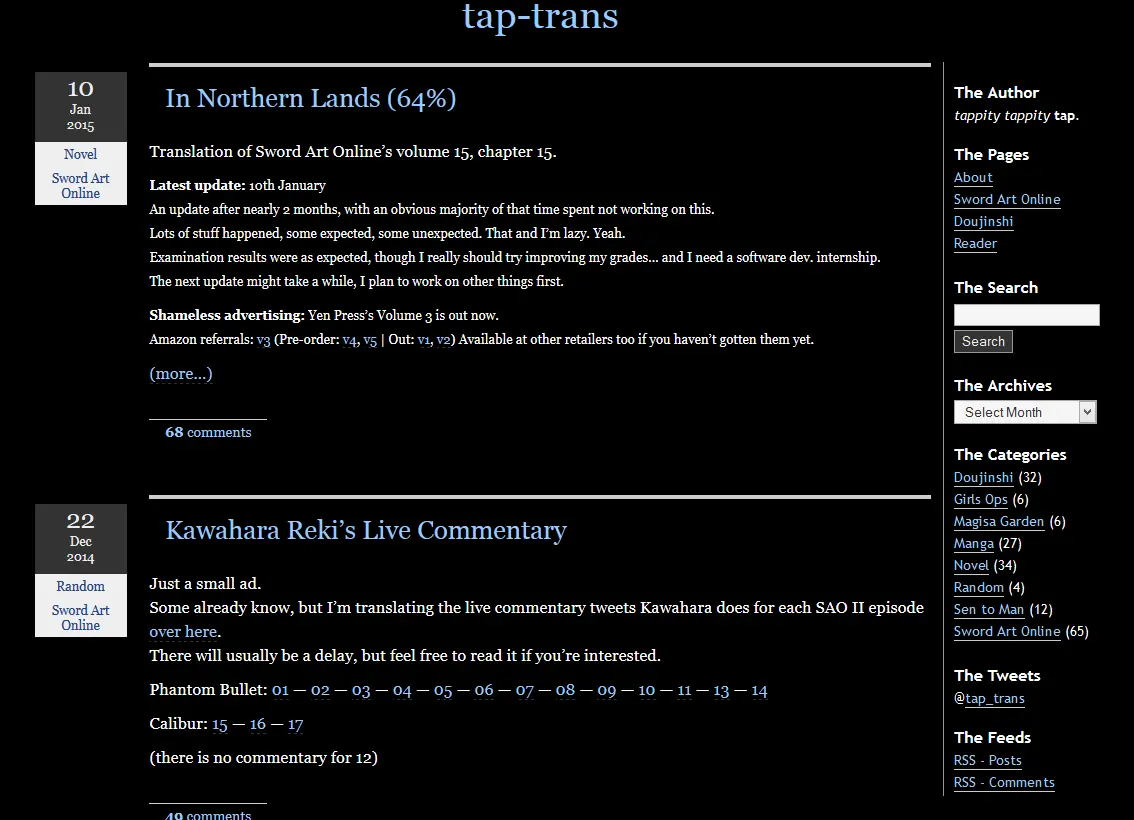 tap-trans
10
Jan
2015
Novel
Sword Art
Online
In Northern Lands (64%)
Translation of Sword Art Online’s volume 15, chapter 15.
Latest update: 10th January
An update after nearly 2 months, with an obvious majority of that time spent not working on this.
Lots of stuff happened, some expected, some unexpected. That and I’m lazy. Yeah.
Examination results were as expected, though I really should try improving my grades... and I need a software dev. internship.
The next update might take a while, I plan to work on other things first.
Shameless advertising: Yen Press’s Volume 3 is out now.
Amazon referrals: v3 (Pre-order: v4, v5 | Out: v1, v2) Available at other retailers too if you haven’t gotten them yet.
(more...)
68 comments
22
Dec
2014
Random
Sword Art
Online
Kawahara Reki’s Live Commentary
Just a small ad.
Some already know, but I’m translating the live commentary tweets Kawahara does for each SAO II episode
over here.
There will usually be a delay, but feel free to read it if you’re interested.
Phantom Bullet: 01 — 02 — 03 — 04 — 05 — 06 — 07 — 08 — 09 — 10 — 11 — 13 — 14
Calibur: 15 — 16 — 17
(there is no commentary for 12)
49 comments
The Author
tappity tappity tap.
The Pages
About
Sword Art Online
Doujinshi
Reader
The Search
Search
The Archives
Select Month
The Categories
Doujinshi (32)
Girls Ops (6)
Magisa Garden (6)
Manga (27)
Novel (34)
Random (4)
Sen to Man (12)
Sword Art Online (65)
The Tweets
@tap_trans
The Feeds
RSS - Posts
RSS - Comments